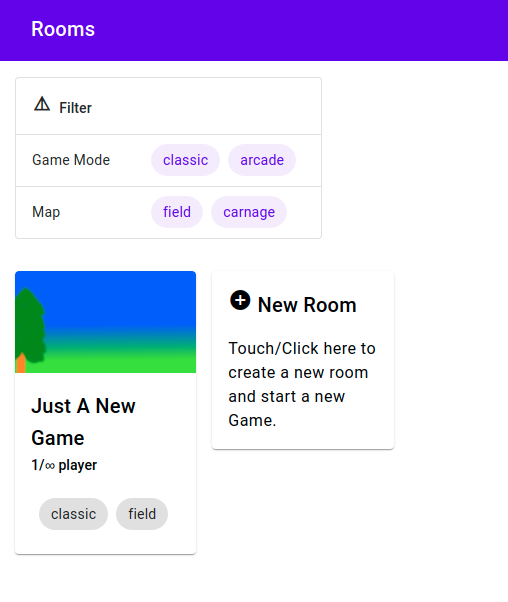 Rooms
Filter
Game Mode classic arcade
Map field carnage
Just A New
Game
1/∞ player
classic field
New Room
Touch/Click here to
create a new room
and start a new
Game.